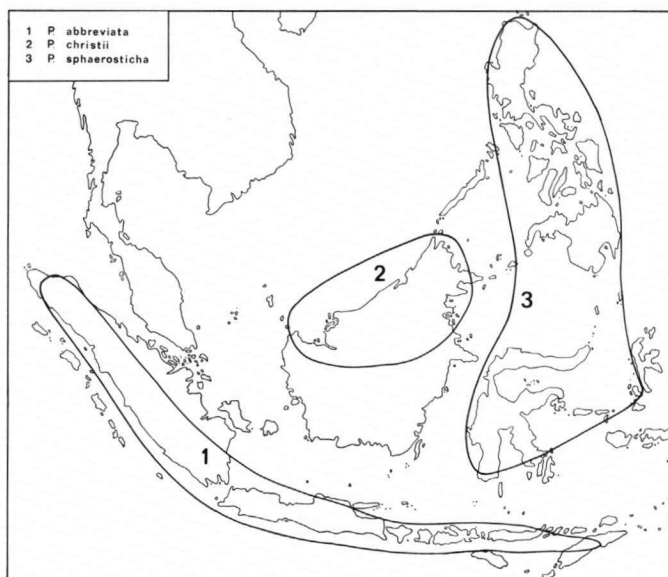 1 P. abbreviata
2 P. christii
3 P. sphaerosticha
2
3
1